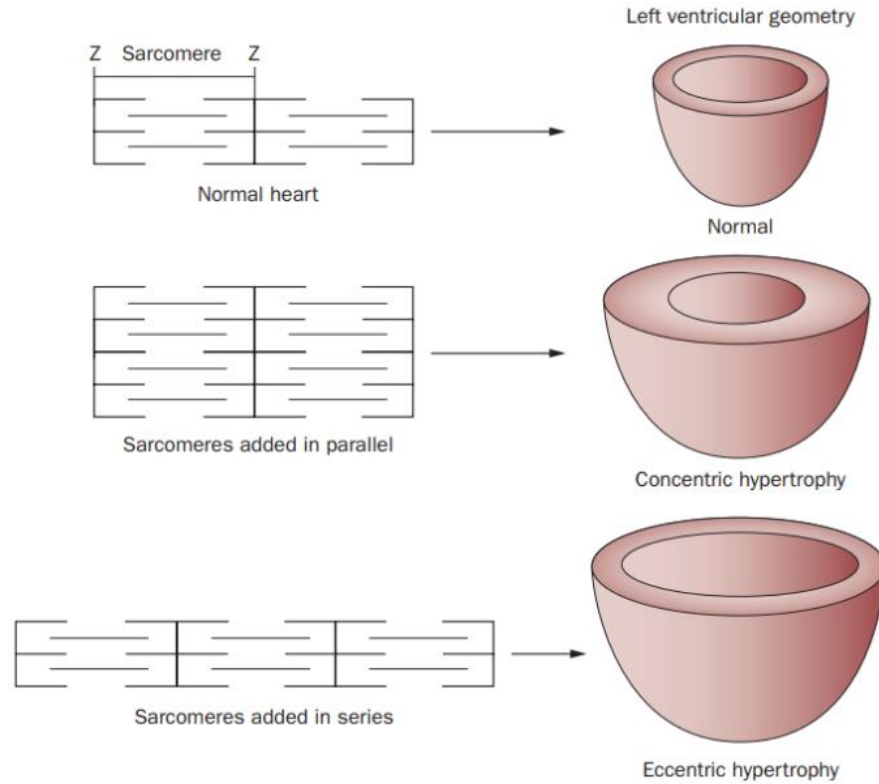 Left ventricular geometry
Z Sarcomere Z
Normal heart
Normal
Sarcomeres added in parallel
Concentric hypertrophy
Sarcomeres added in series
Eccentric hypertrophy